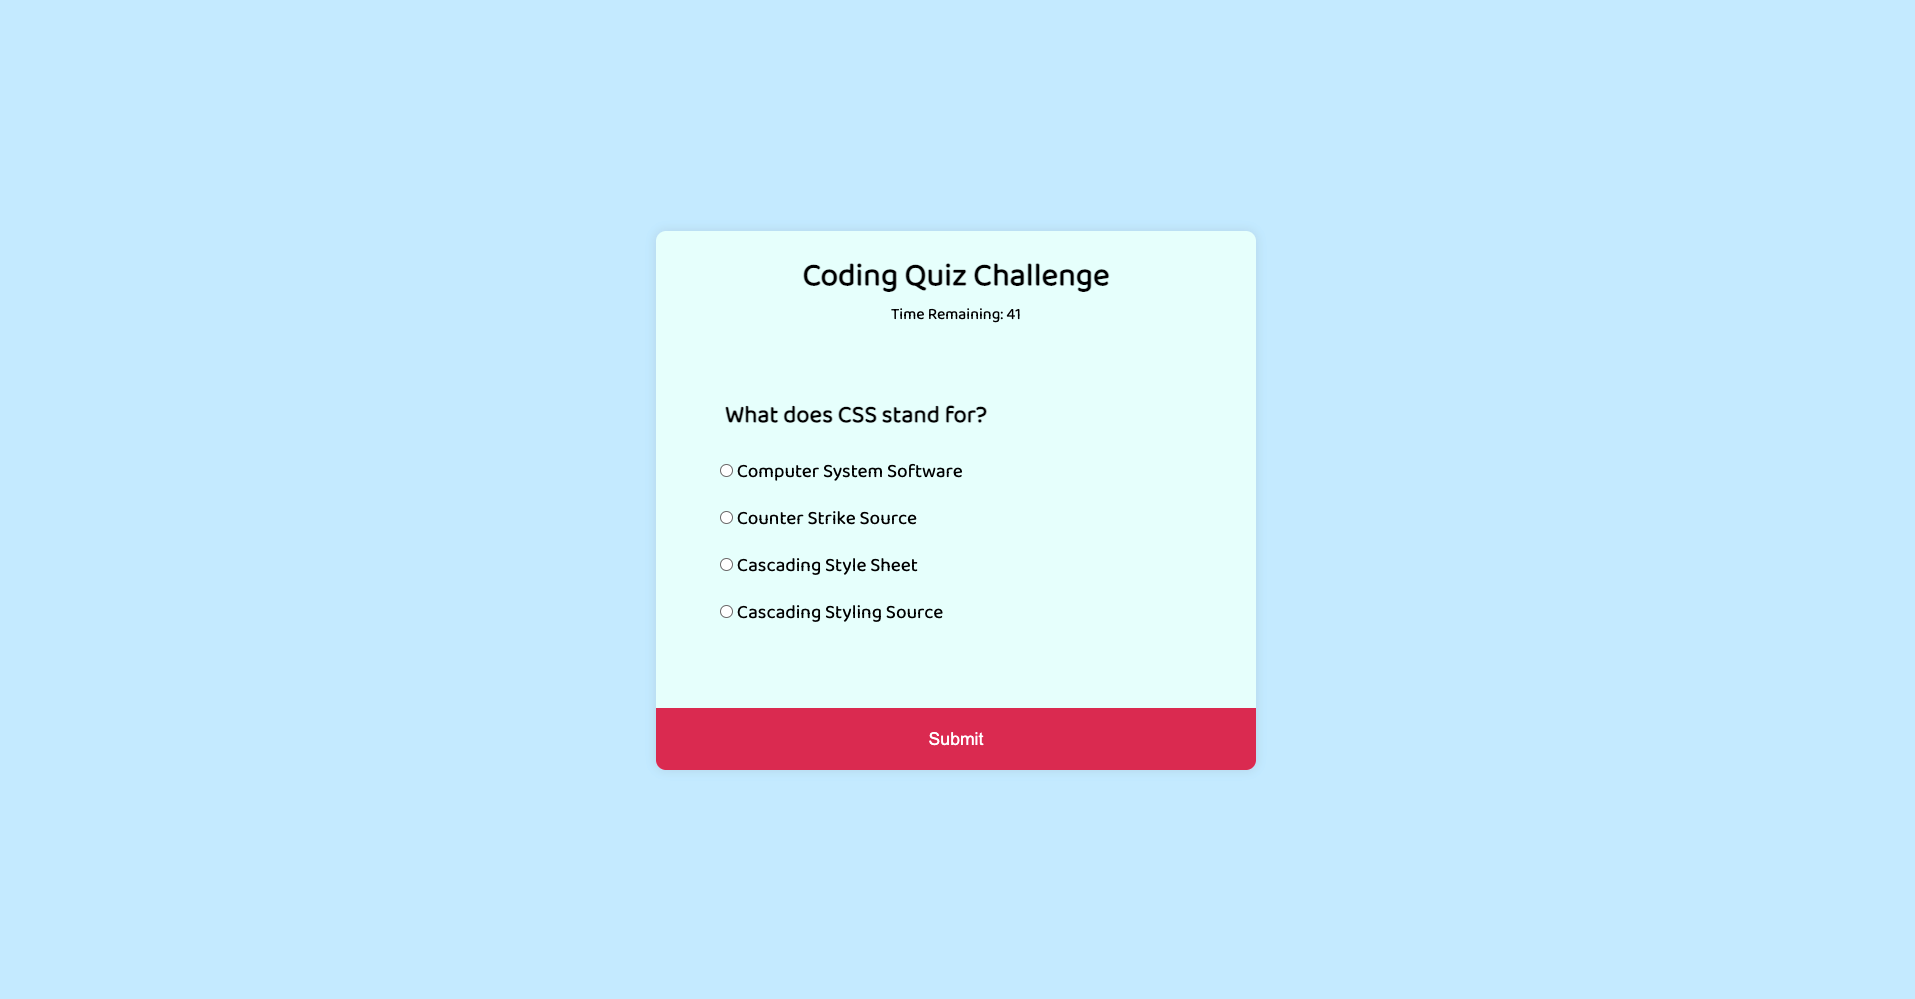 Coding Quiz Challenge
Time Remaining: 41
What does CSS stand for?
Computer System Software
Counter Strike Source
Cascading Style Sheet
Cascading Styling Source
Submit